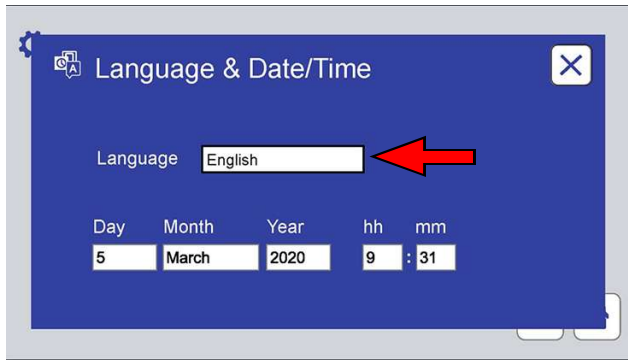 Language & Date/Time
Language English
Day Month Year hh mm
5 March 2020 9 : 31